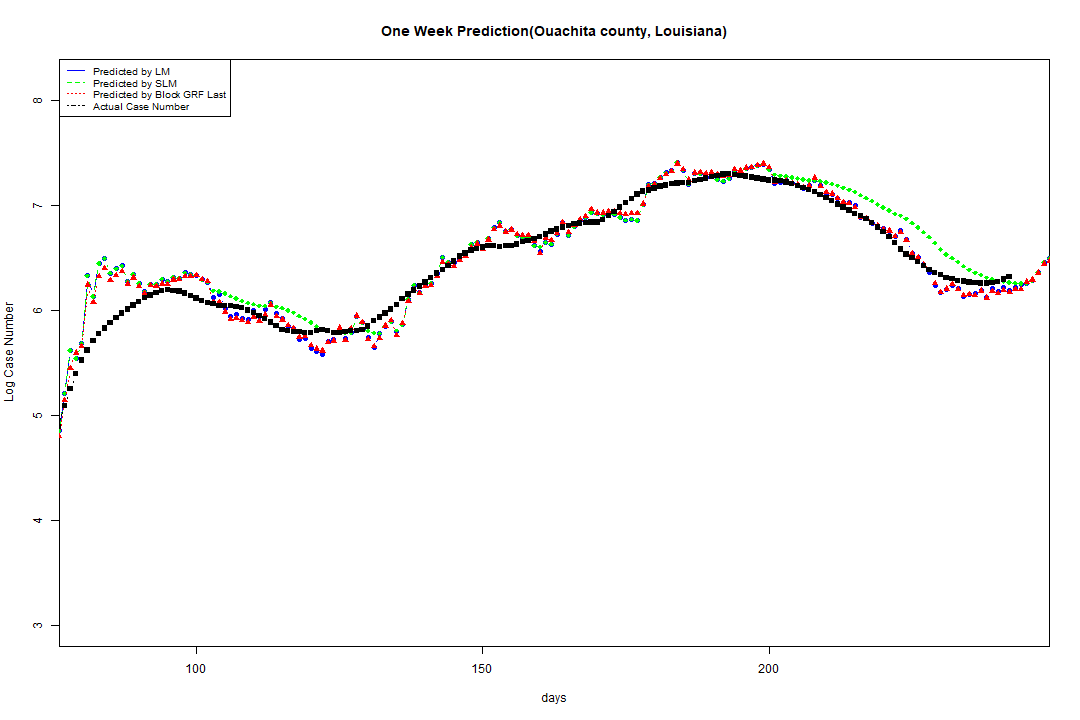 One Week Prediction(Ouachita county, Louisiana)
Predicted by LM
Predicted by SLM
Predicted by Block GRF Last
Actual Case Number
8
7
6
5
4
3
Log Case Number
100 150 200
days